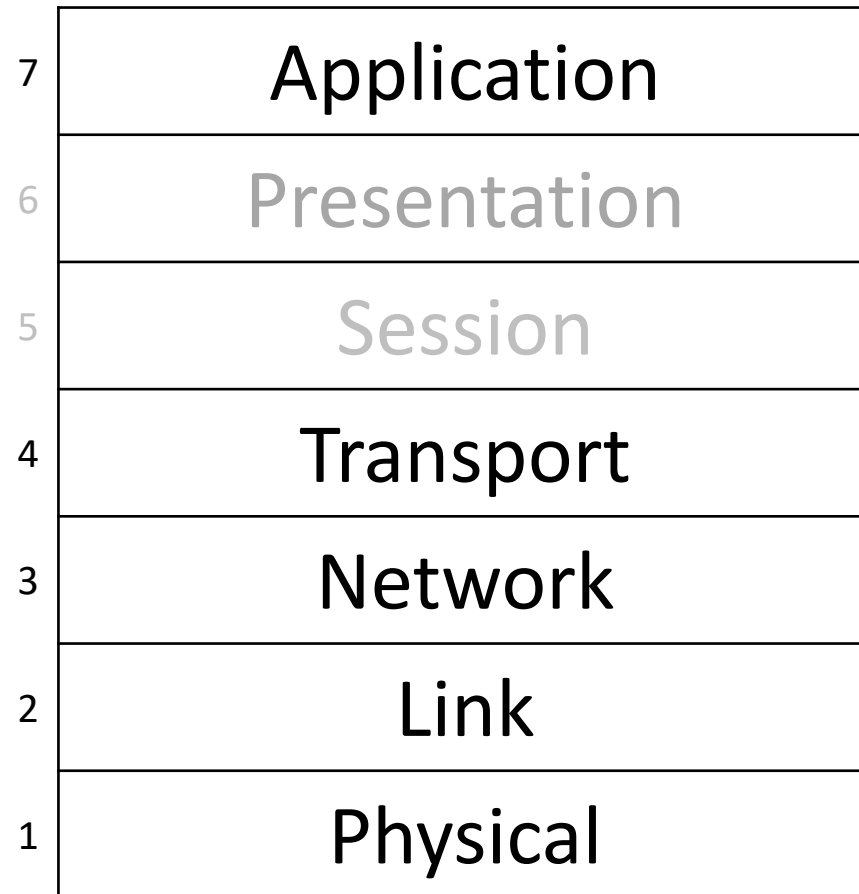 7 Application
6 Presentation
5 Session
4 Transport
3 Network
2 Link
1 Physical